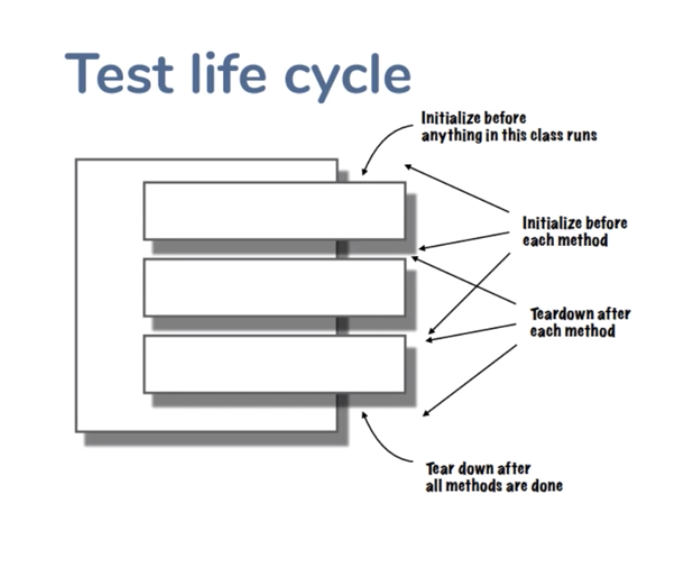 Test life cycle
Initialize before
anything in this class runs
Initialize before
each method
Teardown after
each method
Tear down after
all methods are done